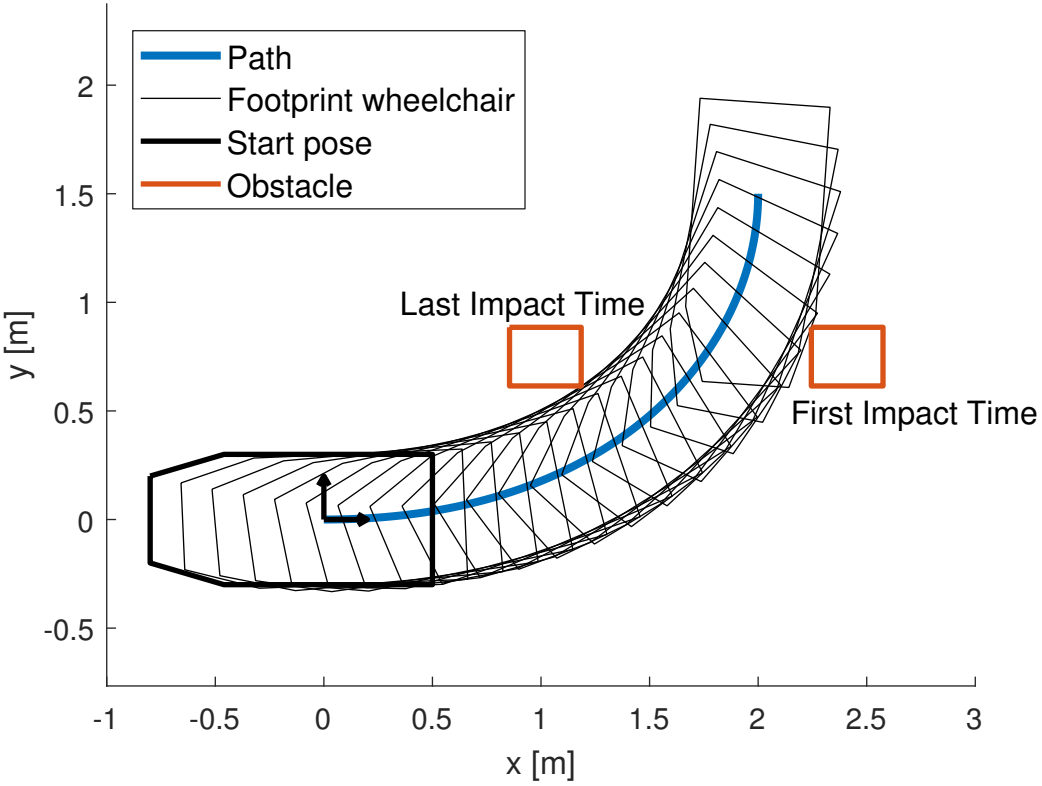 Path
Footprint wheelchair
Start pose
Obstacle
2
1.5
1
0.5
0
-0.5
y [m]
Last Impact Time
First Impact Time
-1
-0.5
0
0.5
1
1.5
2
2.5
3
x [m]